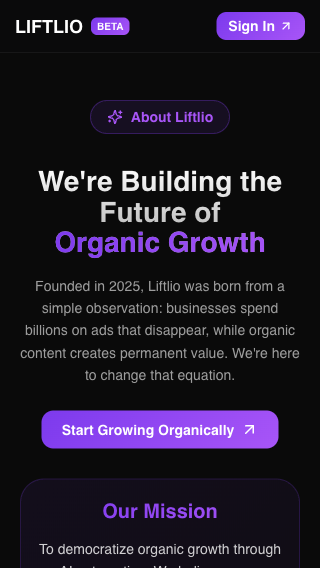 LIFTLIO BETA Sign In
About Liftlio
We're Building the
Future of
Organic Growth
Founded in 2025, Liftlio was born from a
simple observation: businesses spend
billions on ads that disappear, while organic
content creates permanent value. We're here
to change that equation.
Start Growing Organically
Our Mission
To democratize organic growth through